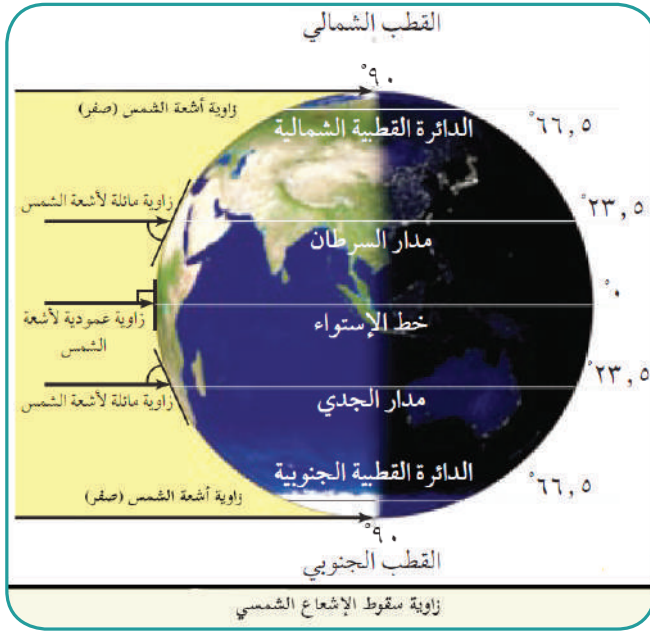 القطب الشمالي
°٩٠
زاوية أشعة الشمس (صفر)
الدائرة القطبية الشمالية
°٦٦,٥
زاوية مائلة لأشعة الشمس
°٢٣,٥
مدار السرطان
°٠
زاوية عمودية لأشعة
الشمس
خط الإستواء
°٢٣,٥
زاوية مائلة لأشعة الشمس
مدار الجدي
الدائرة القطبية الجنوبية
°٦٦,٥
زاوية أشعة الشمس (صفر)
°٩٠
القطب الجنوبي
زاوية سقوط الإشعاع الشمسي